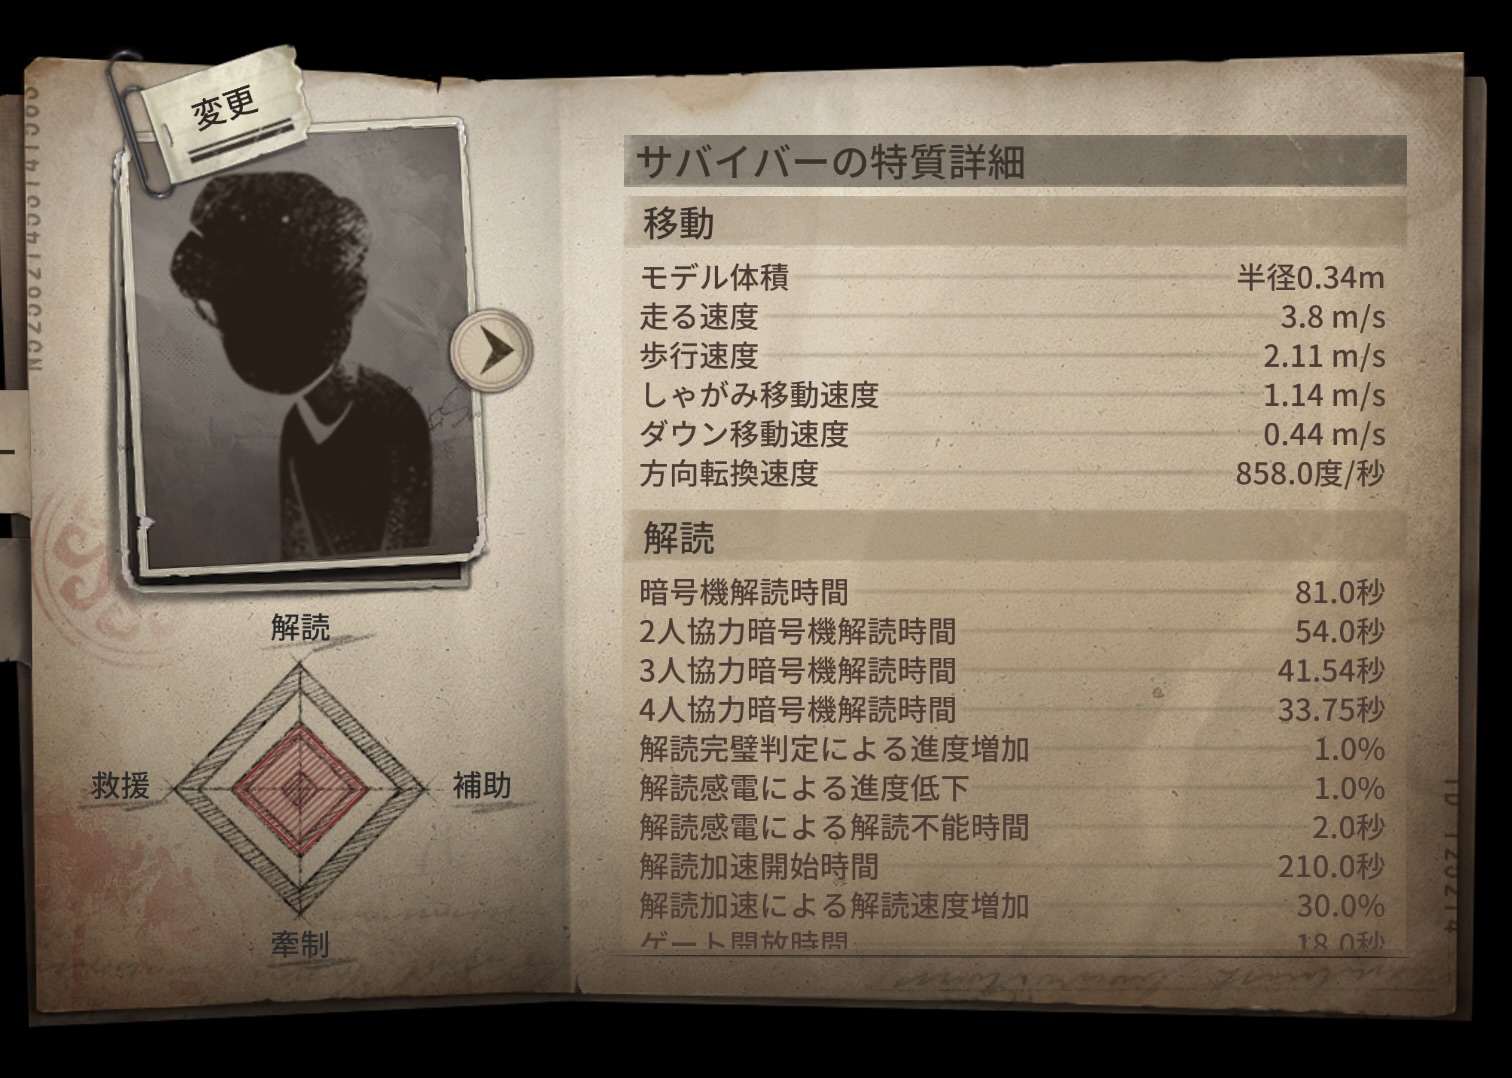 変更
解読
救援
補助
牽制
サバイバーの特質詳細
移動
モデル体積 半径0.34m
走る速度 3.8 m/s
歩行速度 2.11 m/s
しゃがみ移動速度 1.14 m/s
ダウン移動速度 0.44 m/s
方向転換速度 858.0度/秒
解読
暗号機解読時間 81.0秒
2人協力暗号機解読時間 54.0秒
3人協力暗号機解読時間 41.54秒
4人協力暗号機解読時間 33.75秒
解読完璧判定による進度増加 1.0%
解読感電による進度低下 1.0%
解読感電による解読不能時間 2.0秒
解読加速開始時間 210.0秒
解読加速による解読速度増加 30.0%
ゲート開放時間 18.0秒